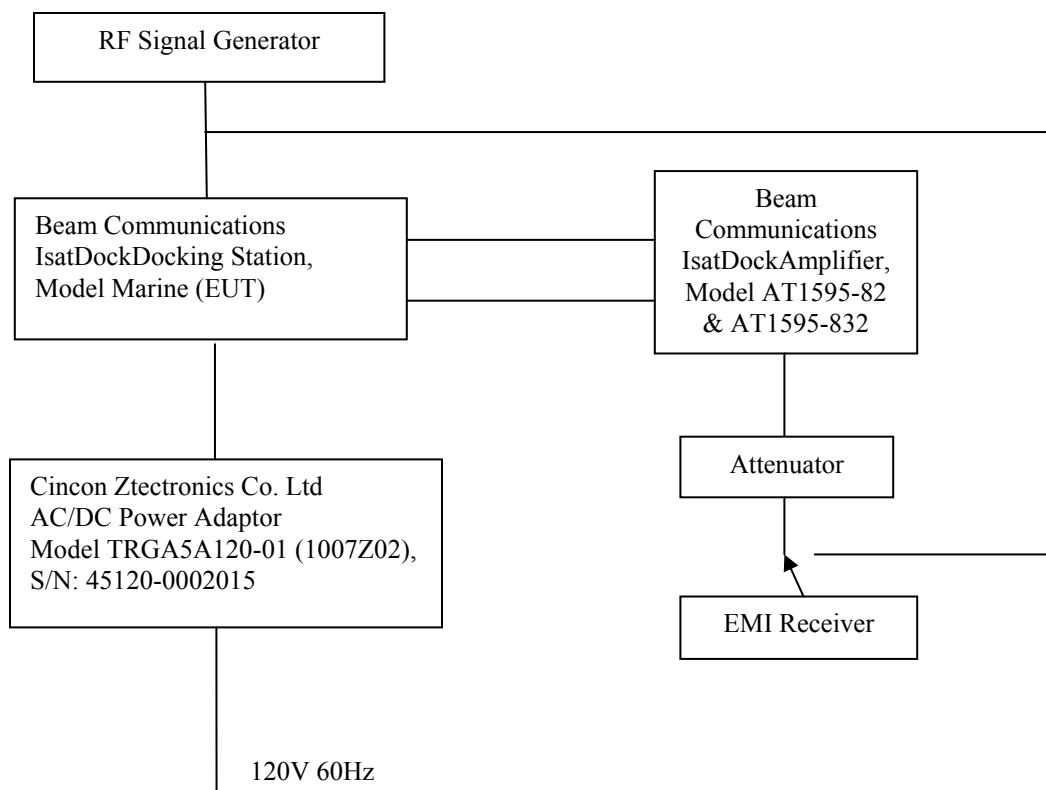 RF Signal Generator
Beam Communications
IsatDockDocking Station,
Model Marine (EUT)
Beam
Communications
IsatDockAmplifier,
Model AT1595-82
& AT1595-832
Attenuator
Cincon Ztectronics Co. Ltd
AC/DC Power Adaptor
Model TRGA5A120-01 (1007Z02),
S/N: 45120-0002015
EMI Receiver
120V 60Hz